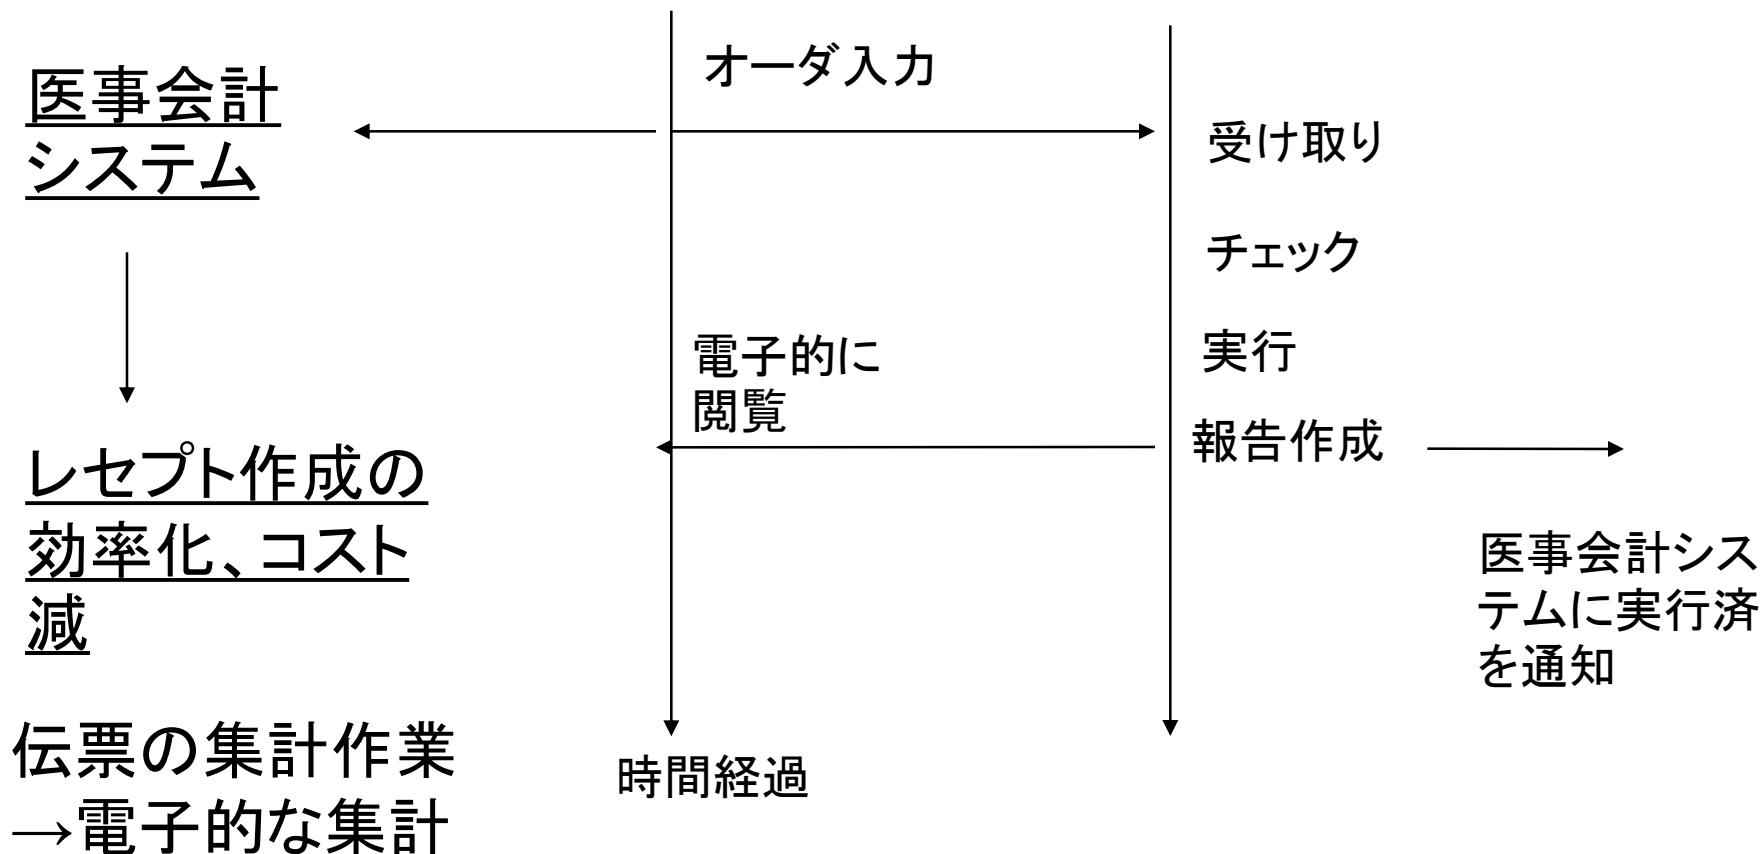 医事会計
システム
レセプト作成の
効率化、コスト
減
伝票の集計作業
→電子的な集計
オーダ入力
電子的に
閲覧
時間経過
受け取り
チェック
実行
報告作成
医事会計シス
テムに実行済
を通知